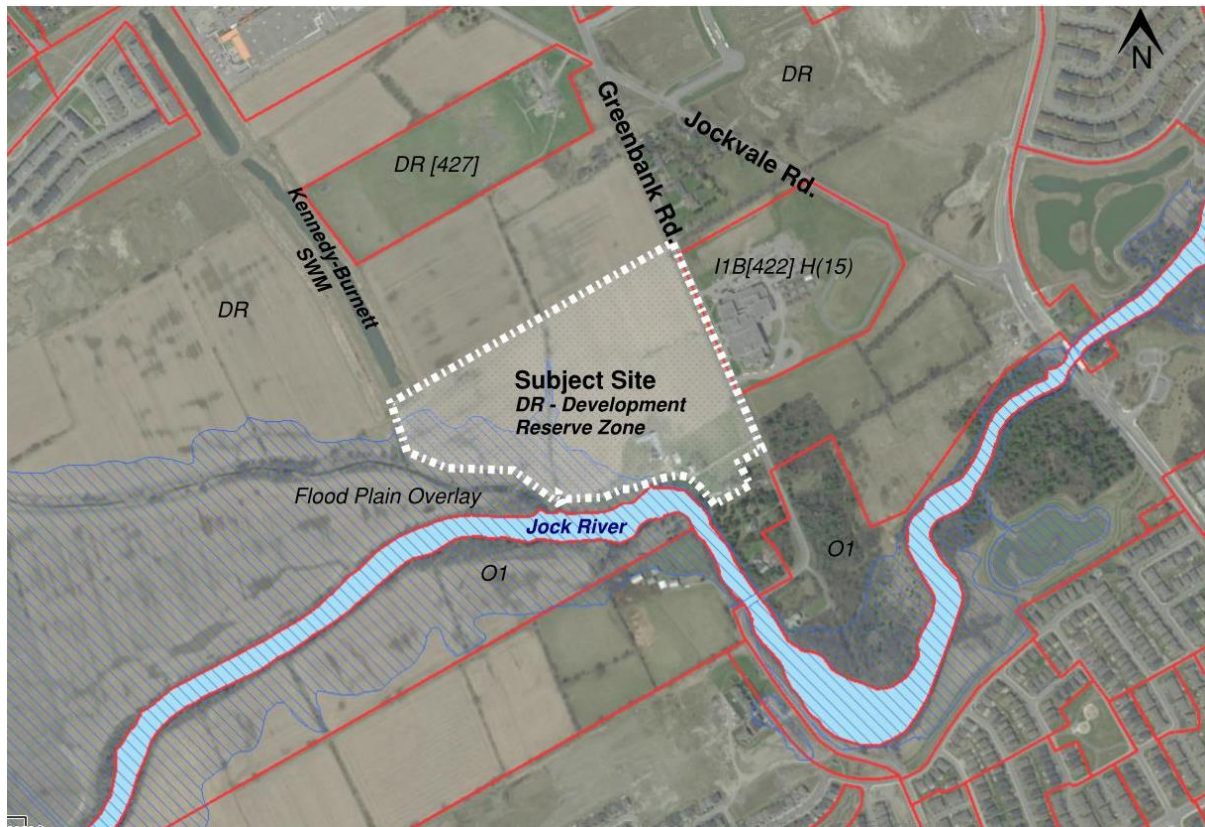 N
DR
Greenbank Rd.
Jockvale Rd.
DR [427]
Kennedy-Burnett
SWM
I1B[422] H(15)
DR
Subject Site
DR - Development
Reserve Zone
Flood Plain Overlay
Jock River
O1
O1